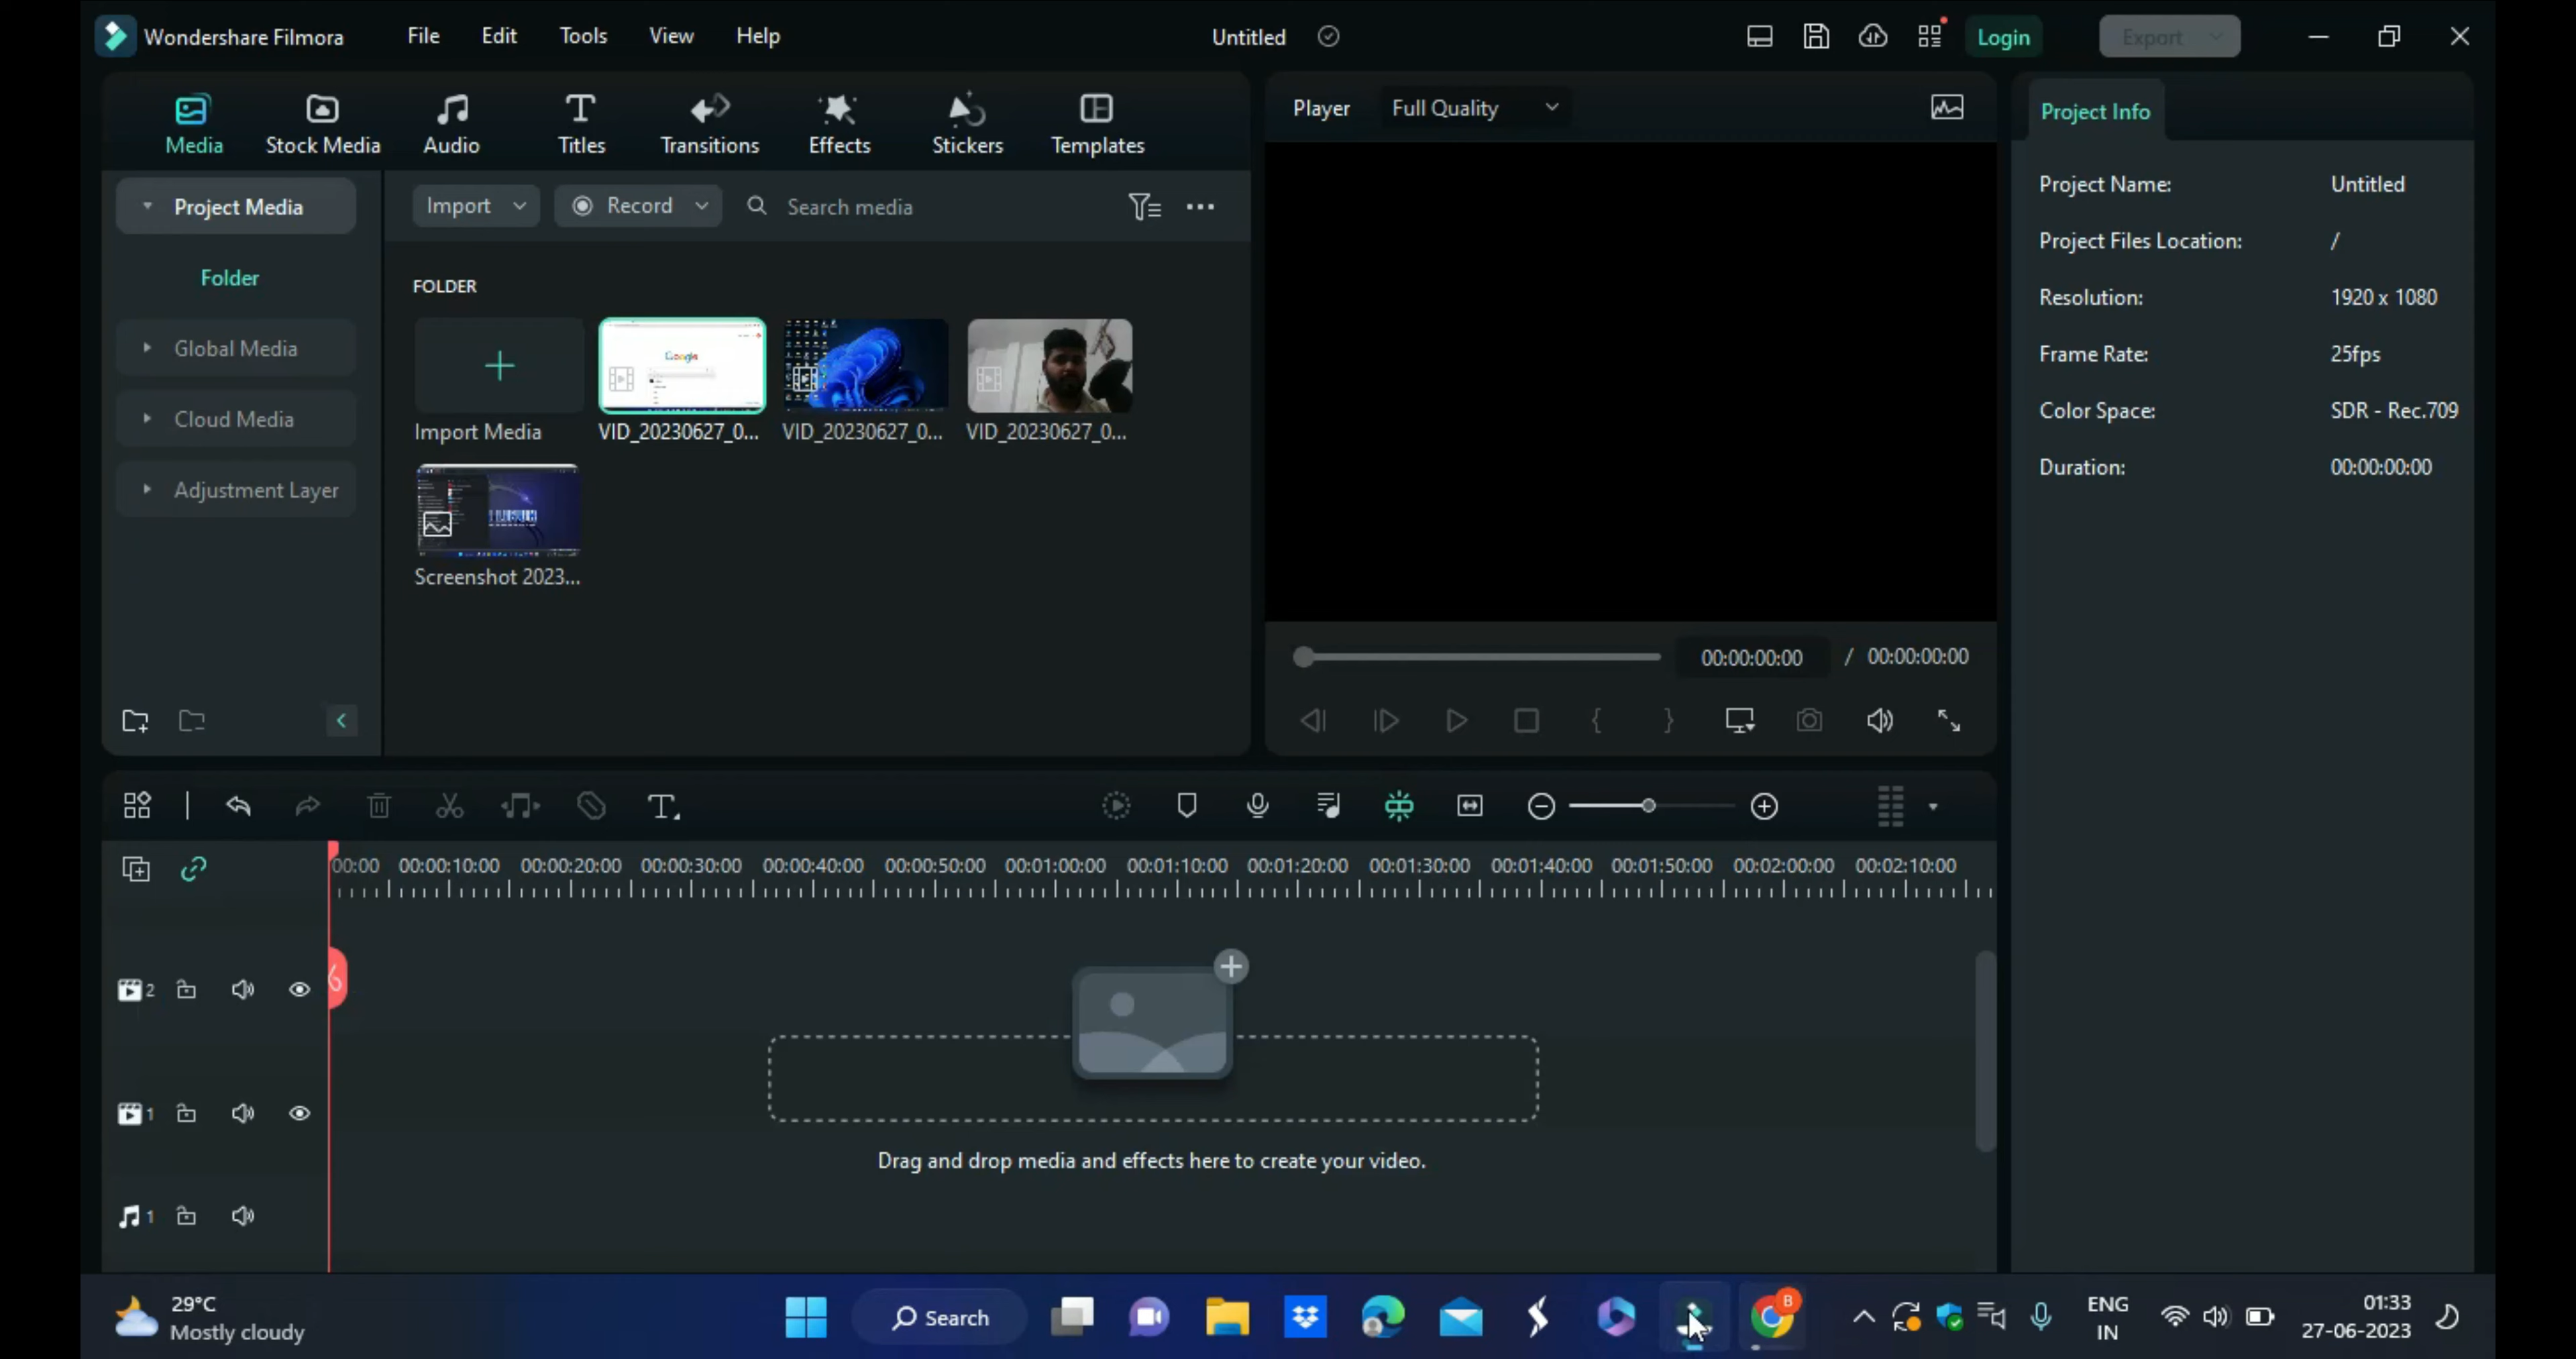 Wondershare Filmora File Edit Tools View Help Untitled Login Export
Media Stock Media Audio Titles Transitions Effects Stickers Templates
Player Full Quality
Project Info
Project Media
Folder
Global Media
Cloud Media
Adjustment Layer
Import Record Search media
FOLDER
Google
Import Media VID_20230627_0... VID_20230627_0... VID_20230627_0...
Screenshot 2023...
00:00:00:00 / 00:00:00:00
Project Name: Untitled
Project Files Location: /
Resolution: 1920 x 1080
Frame Rate: 25fps
Color Space: SDR - Rec.709
Duration: 00:00:00:00
00:00 00:00:10:00 00:00:20:00 00:00:30:00 00:00:40:00 00:00:50:00 00:01:00:00 00:01:10:00 00:01:20:00 00:01:30:00 00:01:40:00 00:01:50:00 00:02:00:00 00:02:10:00
2
1
Drag and drop media and effects here to create your video.
1
29°C
Mostly cloudy
Search
B
ENG
IN
01:33
27-06-2023